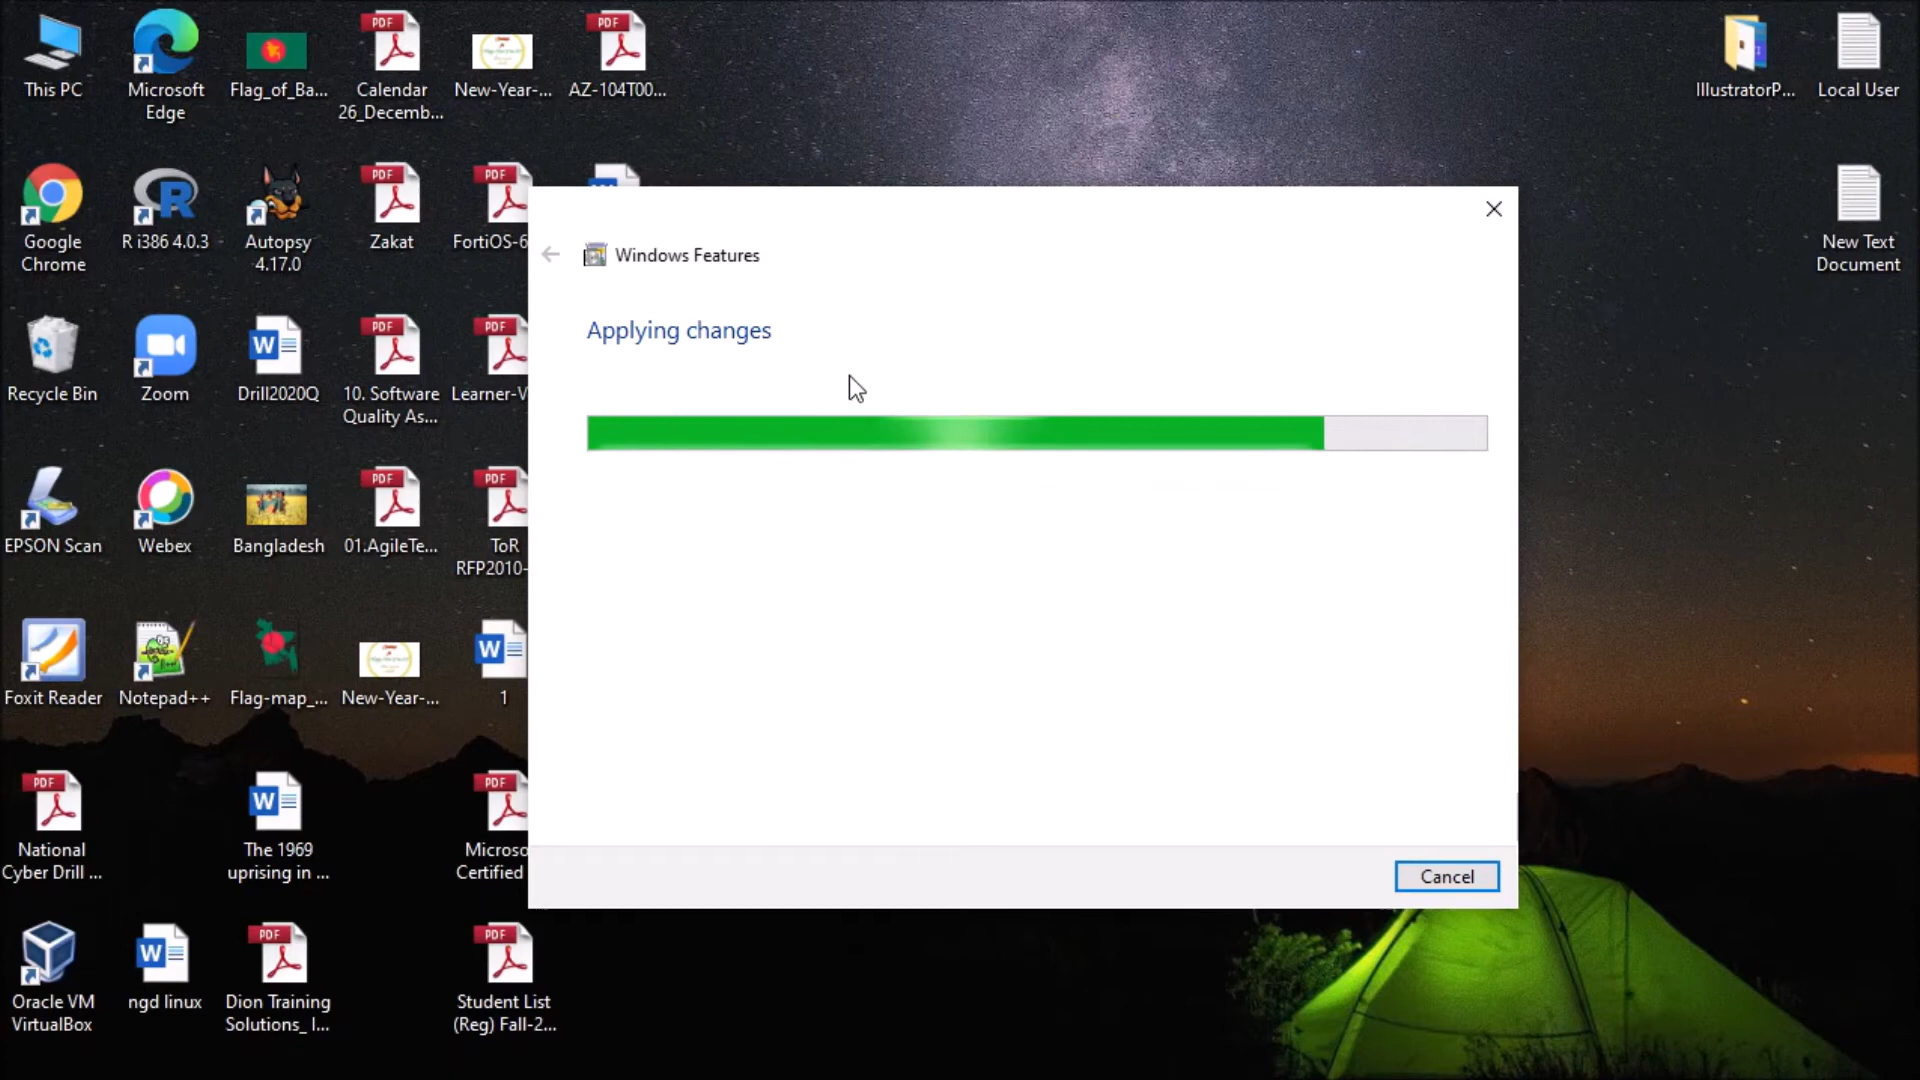 This PC
Microsoft
Edge
Flag_of_Ba...
PDF
Calendar
26_Decemb...
New-Year-...
PDF
AZ-104T00...
IllustratorP...
Local User
Google
Chrome
R i386 4.0.3
Autopsy
4.17.0
PDF
Zakat
PDF
FortiOS-6
New Text
Document
Windows Features
Applying changes
Recycle Bin
Zoom
W
Drill2020Q
PDF
10. Software
Quality As...
PDF
Learner-V
EPSON Scan
Webex
Bangladesh
PDF
01.AgileTe...
PDF
ToR
RFP2010-
Foxit Reader
Notepad++
Flag-map_...
New-Year-...
W
1
PDF
National
Cyber Drill ...
W
The 1969
uprising in ...
PDF
Microso
Certified
Cancel
Oracle VM
VirtualBox
W
ngd linux
PDF
Dion Training
Solutions_ I...
PDF
Student List
(Reg) Fall-2...